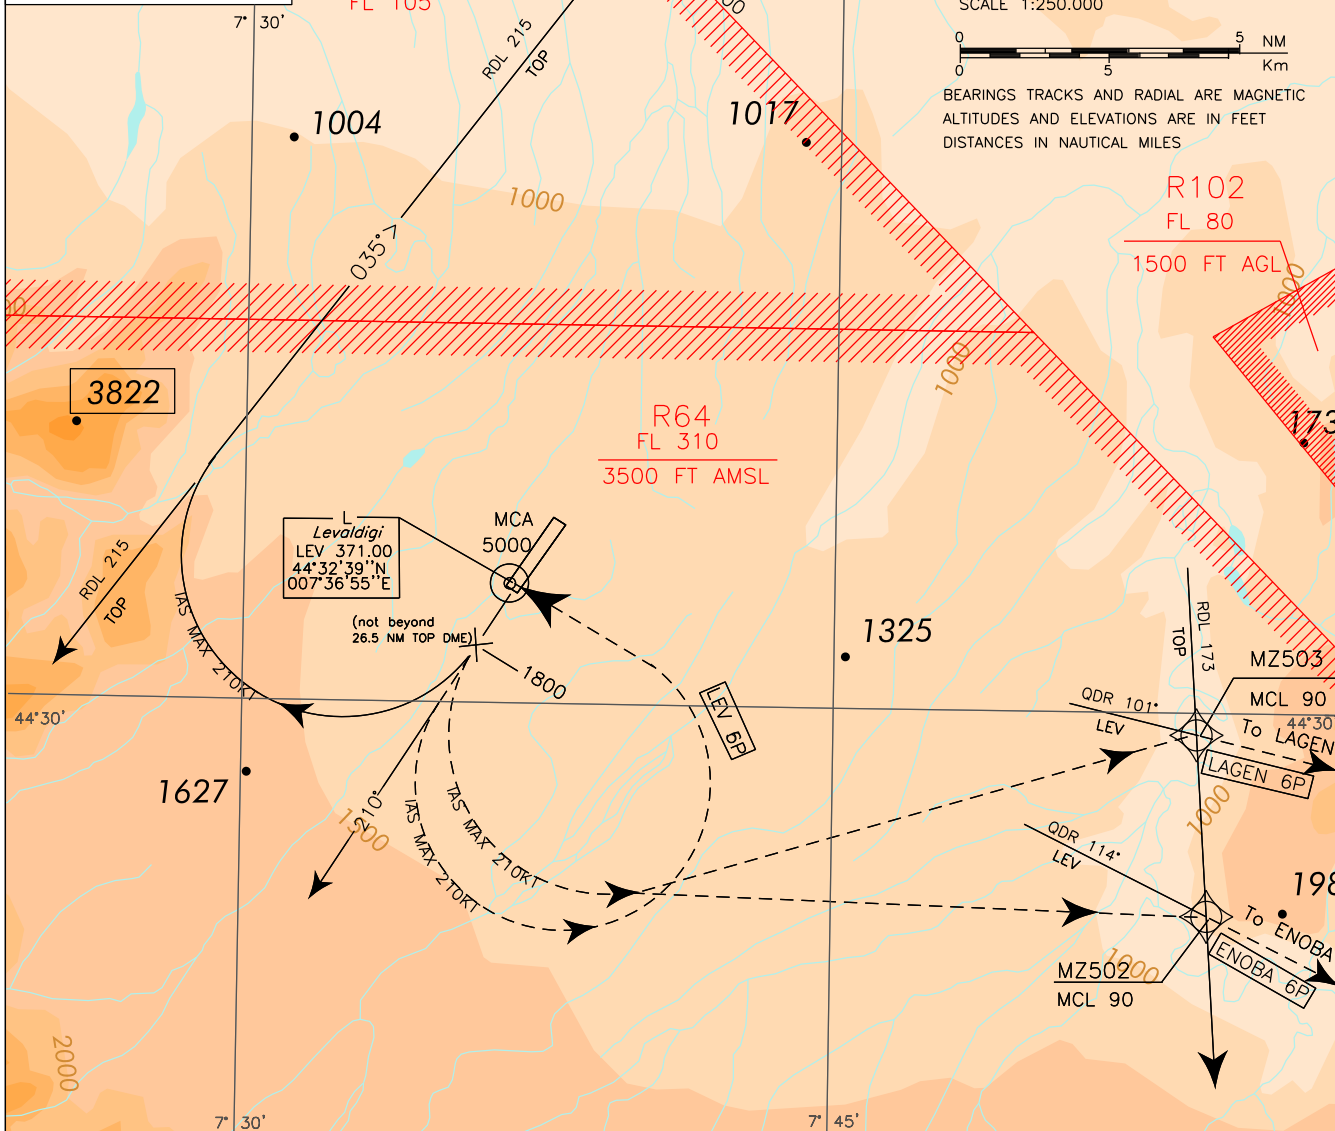 7° 30'
FL 105
SCALE 1:250.000
0 5 NM
0 5 Km
BEARINGS TRACKS AND RADIAL ARE MAGNETIC
ALTITUDES AND ELEVATIONS ARE IN FEET
DISTANCES IN NAUTICAL MILES
RDL 215
TOP
1004
1017
1000
R102
FL 80
1500 FT AGL
1000
035°>
1000
3822
R64
FL 310
3500 FT AMSL
L
Levaldigi
LEV 371.00
44°32'39''N
007°36'55''E
MCA
5000
RDL 215
TOP
IAS MAX 210KT
(not beyond
26.5 NM TOP DME)
1800
1325
LEV 6P
RDL 173
TOP
MZ503
MCL 90
QDR 101°
LEV
To LAGEN
LAGEN 6P
44°30'
44°30
1627
1500
210°
IAS MAX 210KT
IAS MAX 210KT
1000
QDR 114°
LEV
To ENOBA
ENOBA 6P
MZ502
MCL 90
1000
2000
7° 30'
7° 45'